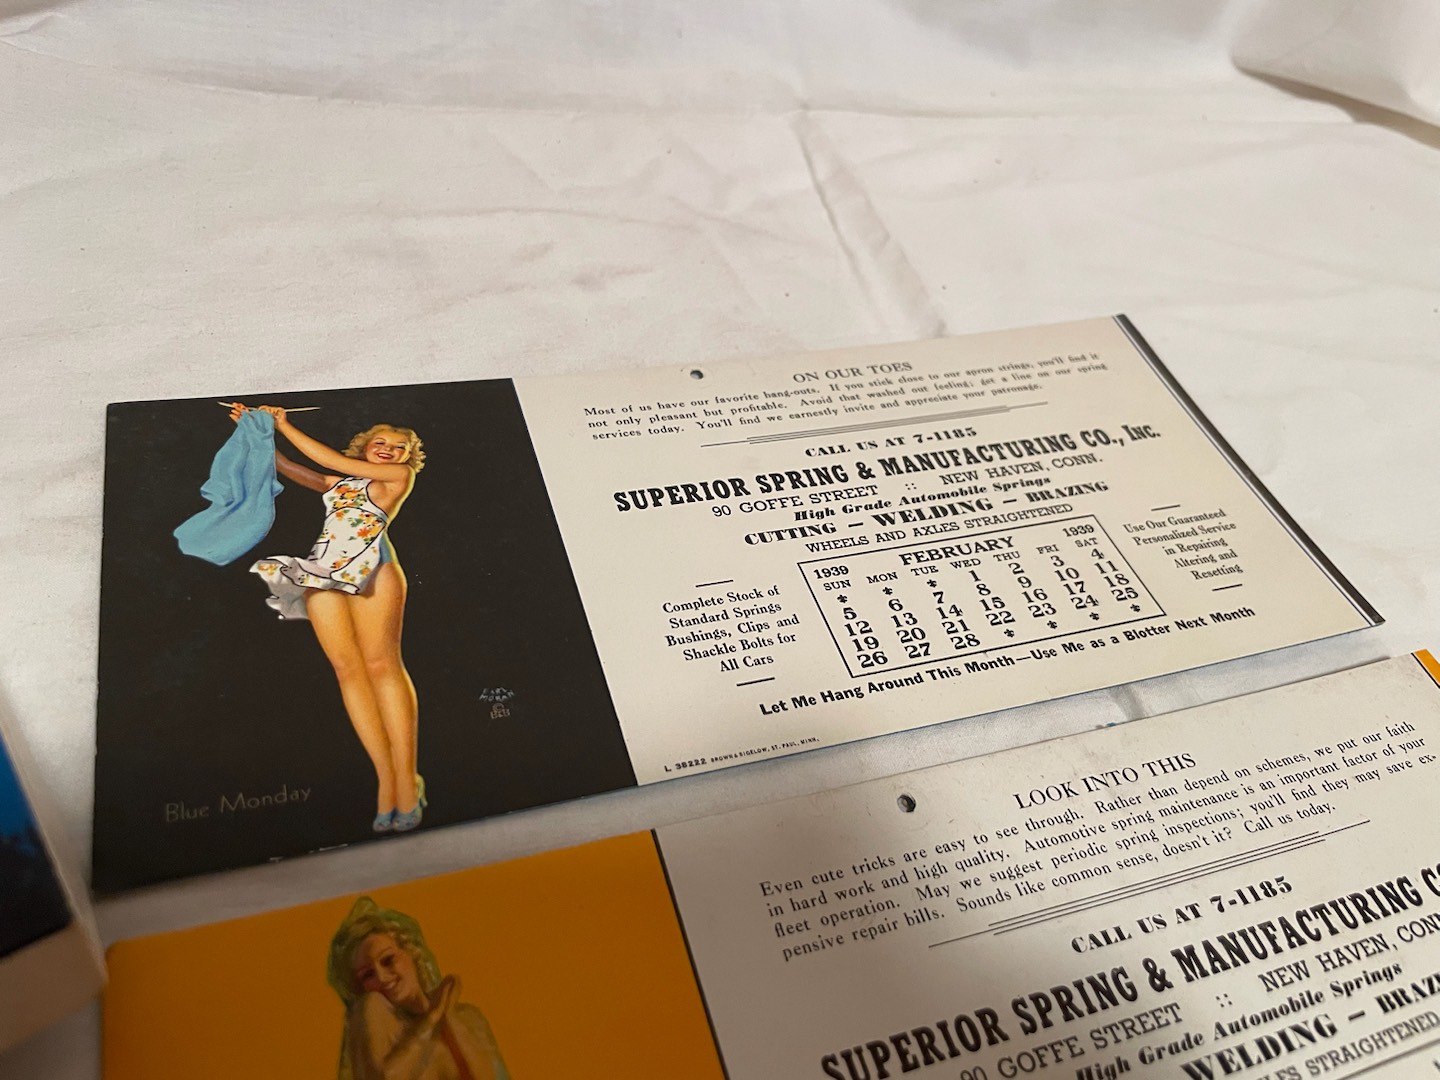 ON OUR TOES
Most of us have our favorite hang-outs. If you stick close to our apron strings, you'll find it
not only pleasant but profitable. Avoid that washed out feeling; get a line on our spring
services today. You'll find we earnestly invite and appreciate your patronage.
CALL US AT 7-1185
SUPERIOR SPRING & MANUFACTURING CO., INC.
90 GOFFE STREET :: NEW HAVEN, CONN.
High Grade Automobile Springs
CUTTING — WELDING — BRAZING
WHEELS AND AXLES STRAIGHTENED
Complete Stock of
Standard Springs
Bushings, Clips and
Shackle Bolts for
All Cars
1939 FEBRUARY 1939
SUN MON TUE WED THU FRI SAT
* * * 1 2 3 4
5 6 7 8 9 10 11
12 13 14 15 16 17 18
19 20 21 22 23 24 25
26 27 28 * * * *
Use Our Guaranteed
Personalized Service
in Repairing
Altering and
Resetting
Let Me Hang Around This Month—Use Me as a Blotter Next Month
L 38222 BROWN & BIGELOW, ST. PAUL, MINN.
EARL
MORAN
B&B
Blue Monday
LOOK INTO THIS
Even cute tricks are easy to see through. Rather than depend on schemes, we put our faith
in hard work and high quality. Automotive spring maintenance is an important factor of your
fleet operation. May we suggest periodic spring inspections; you'll find they may save ex-
pensive repair bills. Sounds like common sense, doesn't it? Call us today.
CALL US AT 7-1185
SUPERIOR SPRING & MANUFACTURING CO
90 GOFFE STREET :: NEW HAVEN, CONN
High Grade Automobile Springs
WELDING — BRAZ
STRAIGHTENED